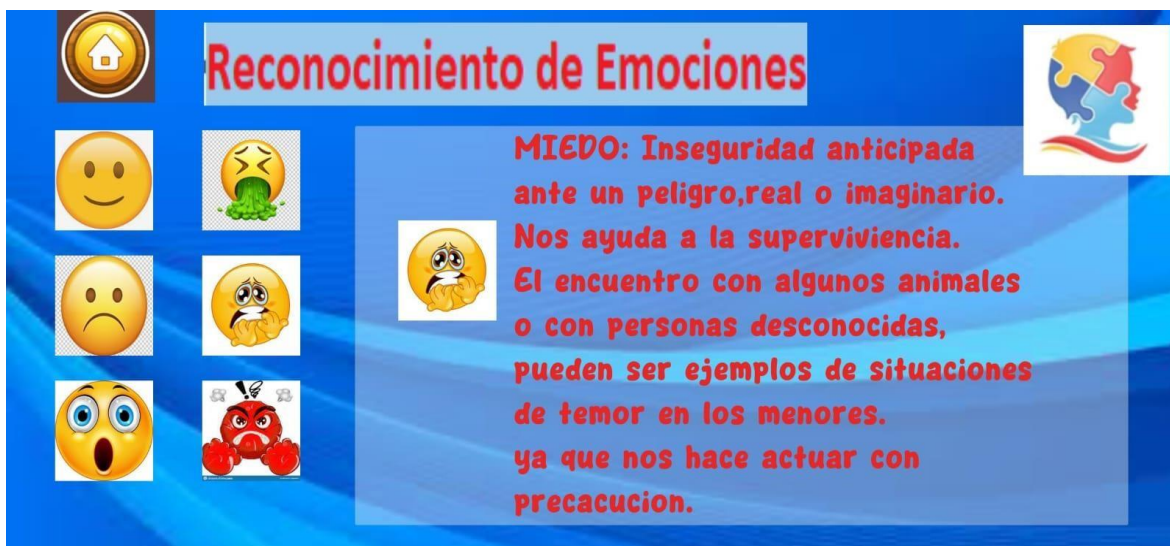 Reconocimiento de Emociones
MIEDO: Inseguridad anticipada
ante un peligro,real o imaginario.
Nos ayuda a la superviviencia.
El encuentro con algunos animales
o con personas desconocidas,
pueden ser ejemplos de situaciones
de temor en los menores.
ya que nos hace actuar con
precacucion.